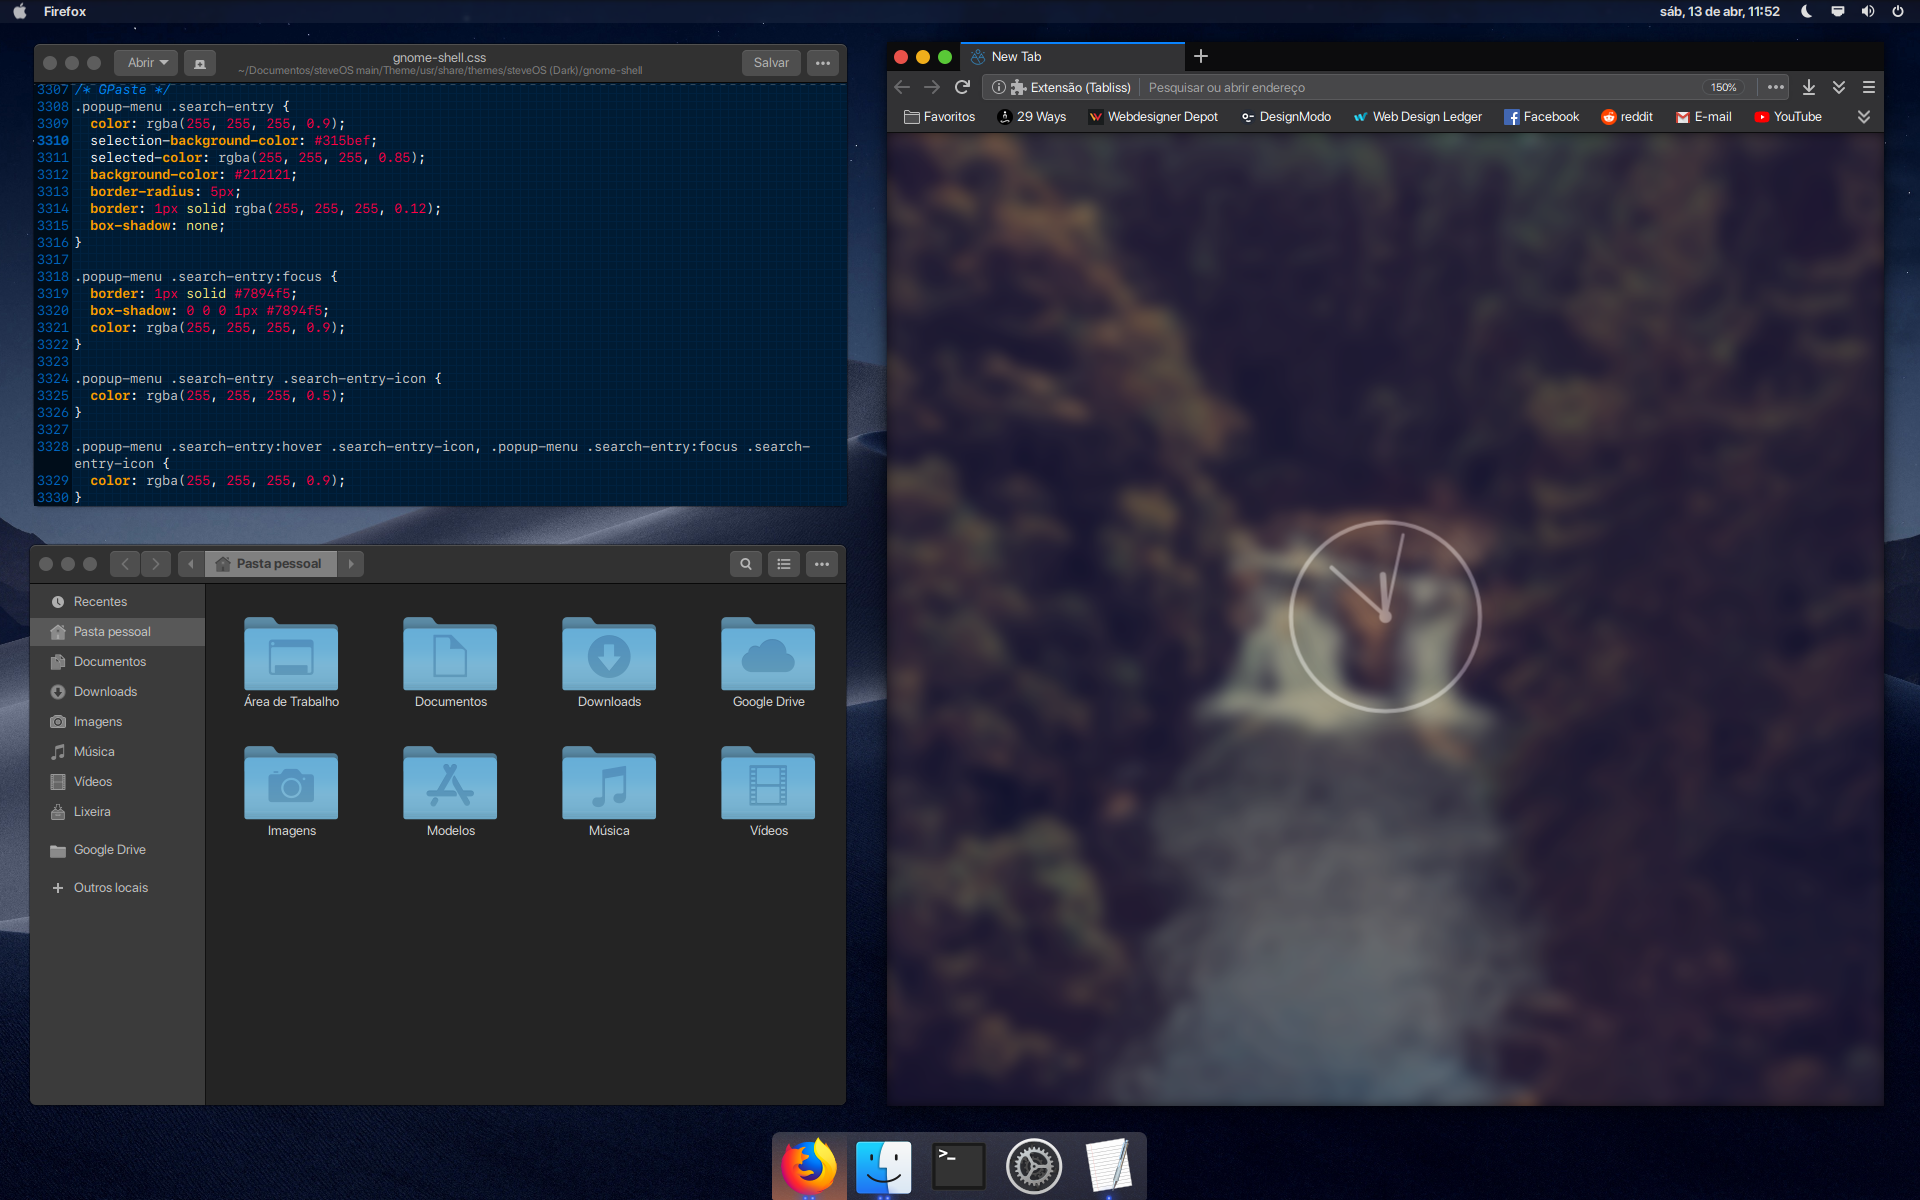 Firefox
sáb, 13 de abr, 11:52
Abrir
gnome-shell.css
~/Documentos/steveOS main/Theme/usr/share/themes/steveOS (Dark)/gnome-shell
Salvar
3307 /* GPaste */
3308 .popup-menu .search-entry {
3309 color: rgba(255, 255, 255, 0.9);
3310 selection-background-color: #315bef;
3311 selected-color: rgba(255, 255, 255, 0.85);
3312 background-color: #212121;
3313 border-radius: 5px;
3314 border: 1px solid rgba(255, 255, 255, 0.12);
3315 box-shadow: none;
3316 }
3317
3318 .popup-menu .search-entry:focus {
3319 border: 1px solid #7894f5;
3320 box-shadow: 0 0 0 1px #7894f5;
3321 color: rgba(255, 255, 255, 0.9);
3322 }
3323
3324 .popup-menu .search-entry .search-entry-icon {
3325 color: rgba(255, 255, 255, 0.5);
3326 }
3327
3328 .popup-menu .search-entry:hover .search-entry-icon, .popup-menu .search-entry:focus .search-
entry-icon {
3329 color: rgba(255, 255, 255, 0.9);
3330 }
New Tab
Extensão (Tabliss)
Pesquisar ou abrir endereço
150%
Favoritos
29 Ways
Webdesigner Depot
DesignModo
Web Design Ledger
Facebook
reddit
E-mail
YouTube
Pasta pessoal
Recentes
Pasta pessoal
Documentos
Downloads
Imagens
Música
Vídeos
Lixeira
Google Drive
Outros locais
Área de Trabalho
Documentos
Downloads
Google Drive
Imagens
Modelos
Música
Vídeos
>_